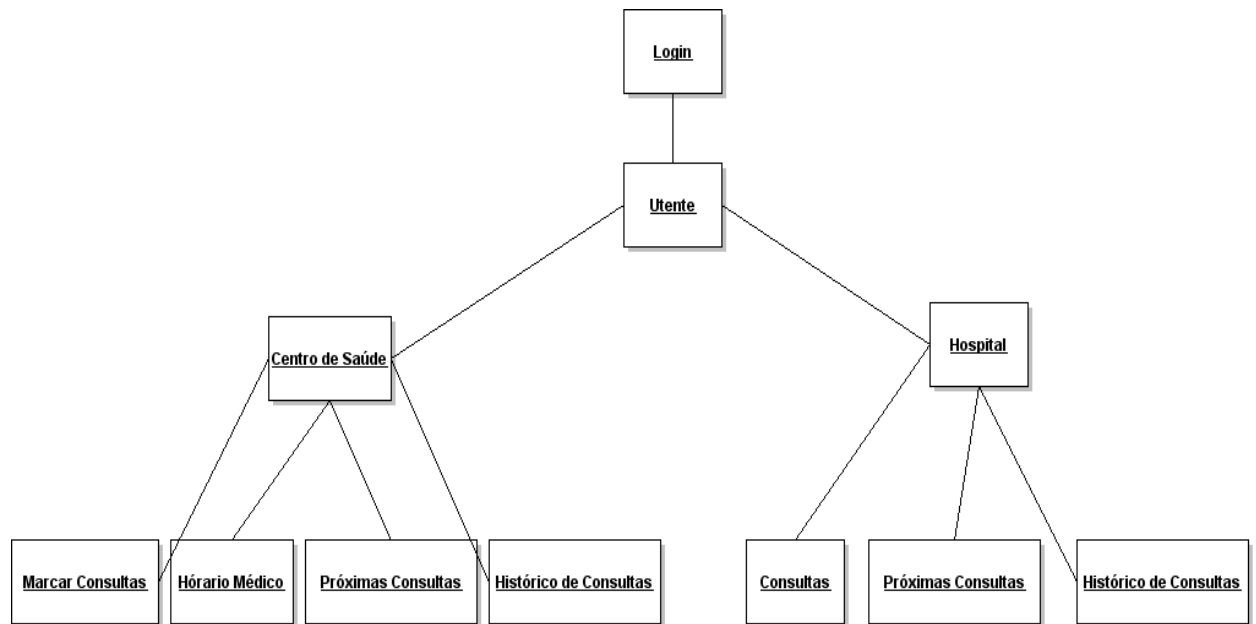 Login
Utente
Centro de Saúde
Hospital
Marcar Consultas
Hórario Médico
Próximas Consultas
Histórico de Consultas
Consultas
Próximas Consultas
Histórico de Consultas